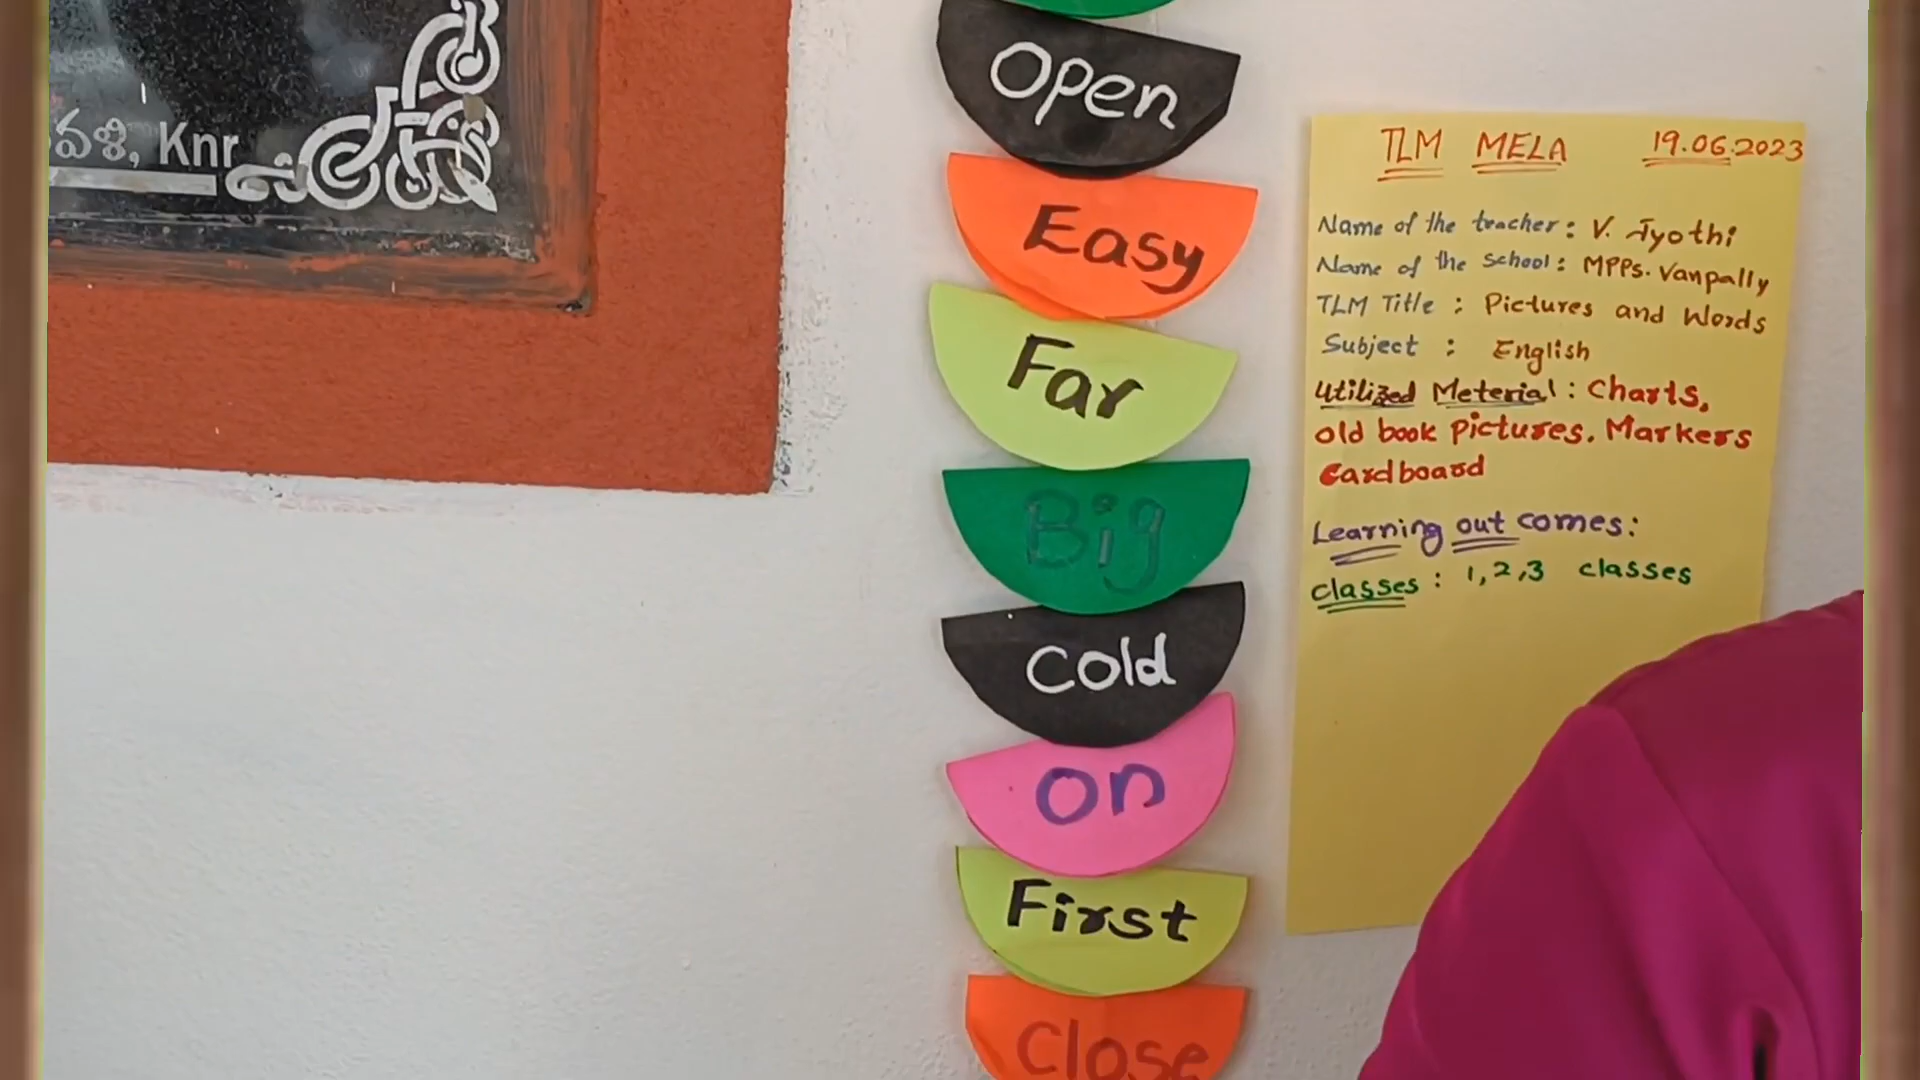 Knr
Open
Easy
Far
Big
Cold
on
First
Close
TLM MELA 19.06.2023
Name of the teacher: V. Jyothi
Name of the school: MPPs. Vanpally
TLM Title : Pictures and Words
Subject : English
Utilized Meterial : Charts,
old book pictures. Markers
Cardboard
Learning out comes:
Classes : 1,2,3 classes